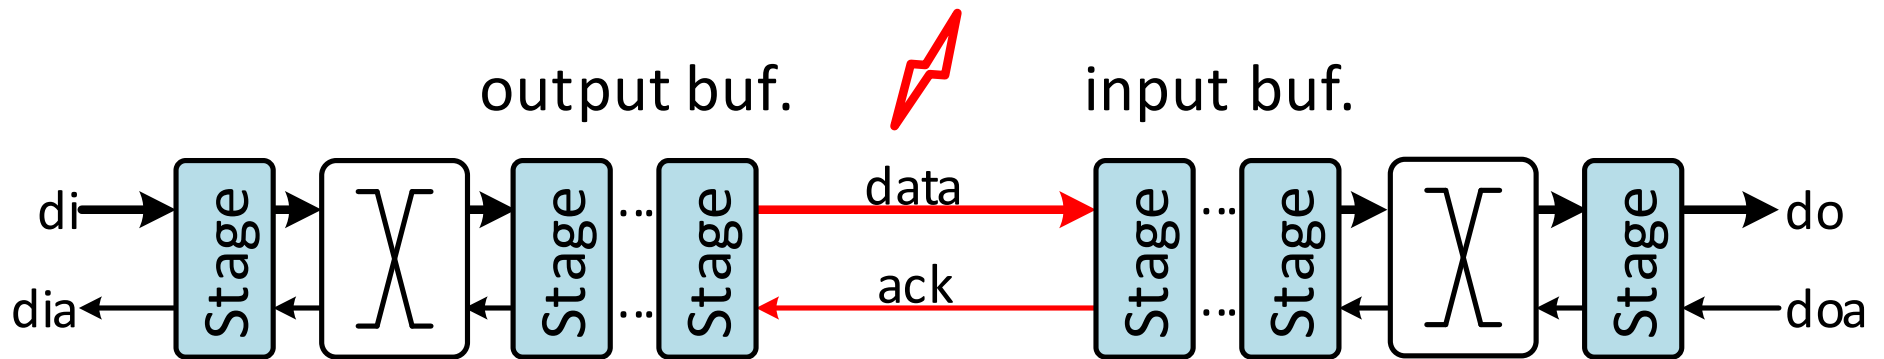 output buf.
input buf.
di
Stage
Stage
...
Stage
data
Stage
...
Stage
Stage
do
dia
...
ack
...
doa